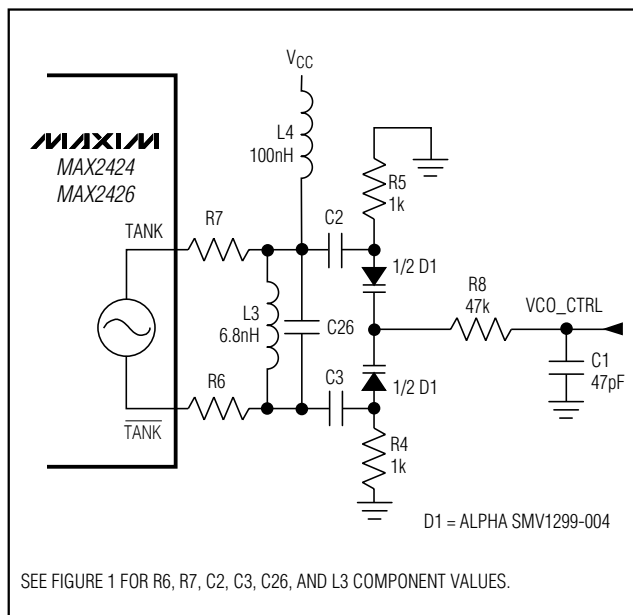 VCC
L4
100nH
MAXIM
MAX2424
MAX2426
R5
1k
TANK
R7
C2
1/2 D1
R8
47k
VCO_CTRL
L3
6.8nH
C26
C1
47pF
R6
C3
1/2 D1
TANK
R4
1k
D1 = ALPHA SMV1299-004
SEE FIGURE 1 FOR R6, R7, C2, C3, C26, AND L3 COMPONENT VALUES.